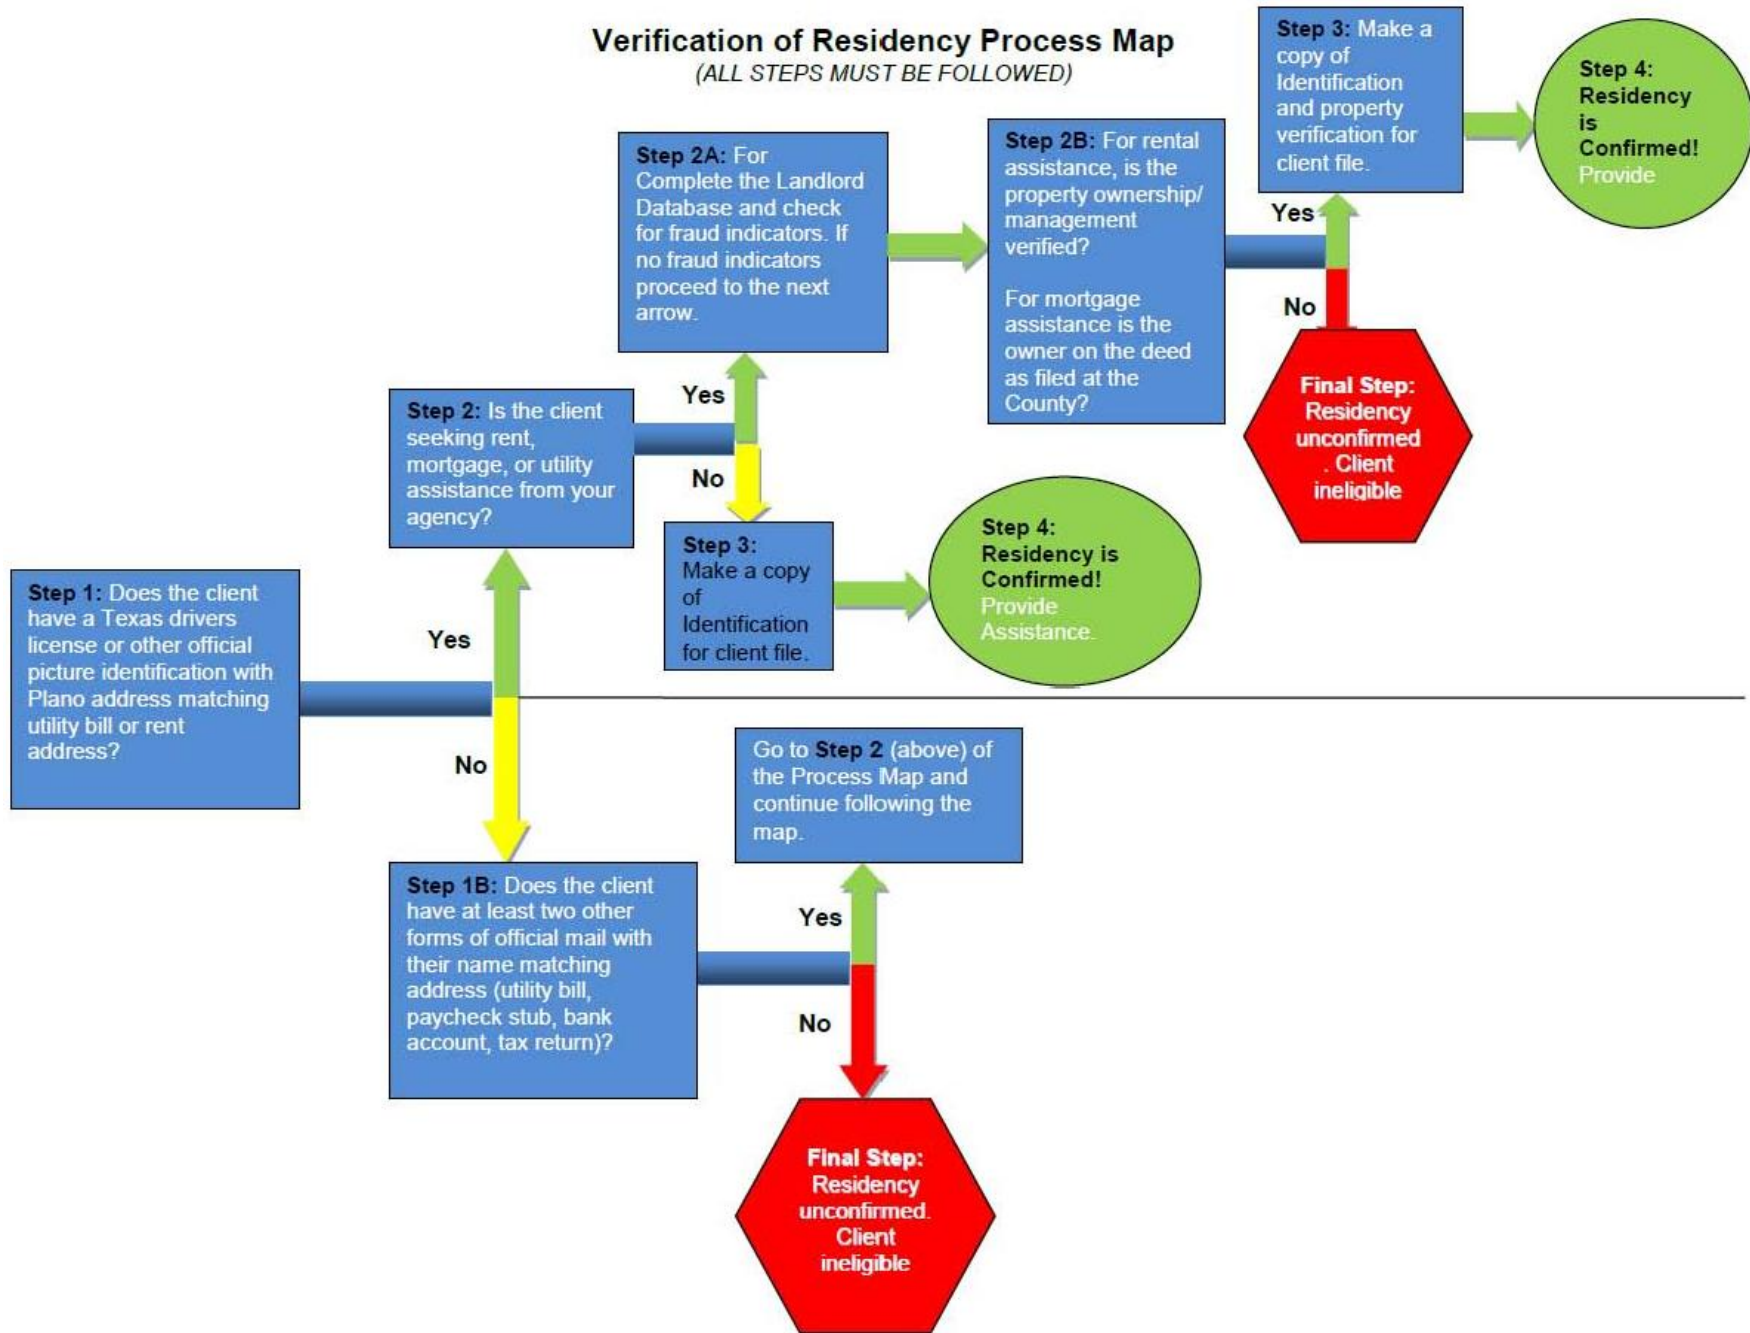 Verification of Residency Process Map
(ALL STEPS MUST BE FOLLOWED)
Step 1: Does the client
have a Texas drivers
license or other official
picture identification with
Plano address matching
utility bill or rent
address?
Yes
No
Step 2: Is the client
seeking rent,
mortgage, or utility
assistance from your
agency?
Yes
No
Step 2A: For
Complete the Landlord
Database and check
for fraud indicators. If
no fraud indicators
proceed to the next
arrow.
Step 2B: For rental
assistance, is the
property ownership/
management
verified?
For mortgage
assistance is the
owner on the deed
as filed at the
County?
Yes
No
Step 3: Make a
copy of
Identification
and property
verification for
client file.
Step 4:
Residency
is
Confirmed!
Provide
Final Step:
Residency
unconfirmed
. Client
ineligible
Step 3:
Make a copy
of
Identification
for client file.
Step 4:
Residency is
Confirmed!
Provide
Assistance.
Step 1B: Does the client
have at least two other
forms of official mail with
their name matching
address (utility bill,
paycheck stub, bank
account, tax return)?
Yes
No
Go to Step 2 (above) of
the Process Map and
continue following the
map.
Final Step:
Residency
unconfirmed.
Client
ineligible